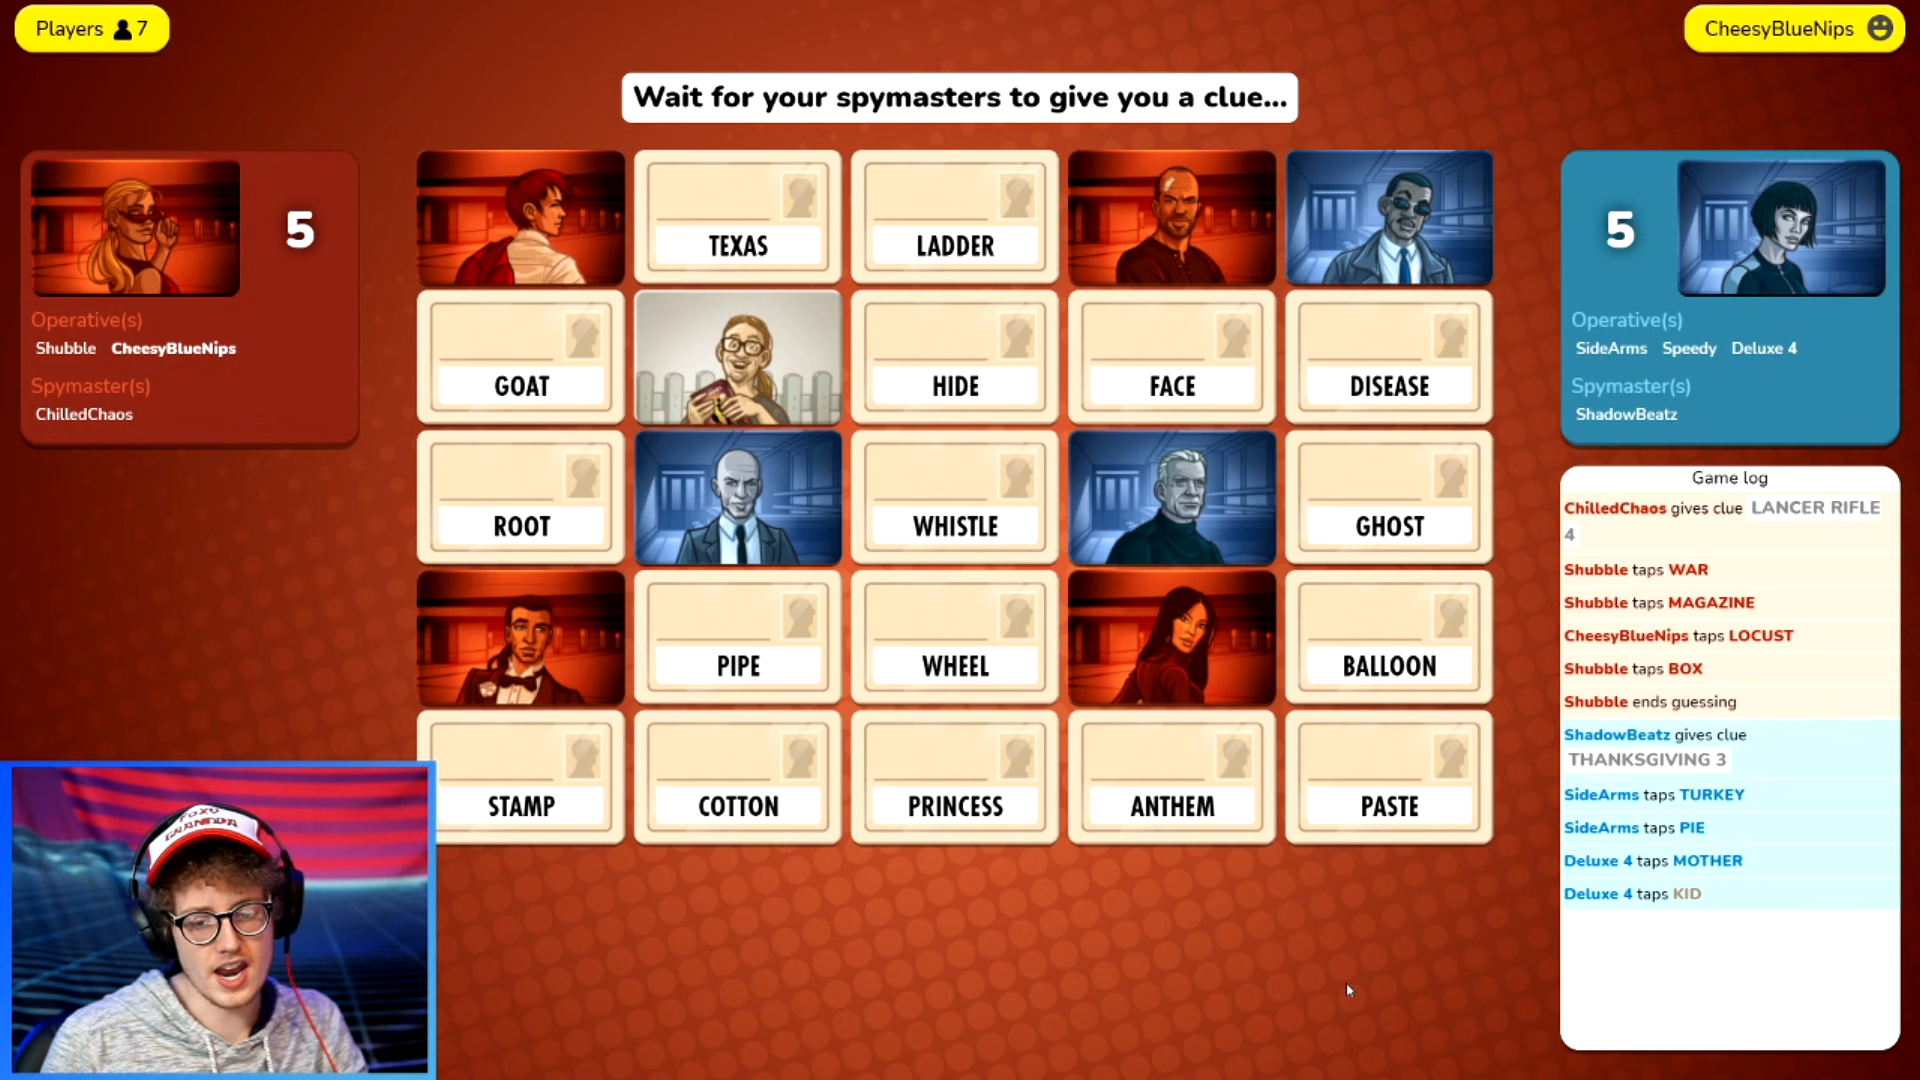 Players 7
CheesyBlueNips
Wait for your spymasters to give you a clue...
5
Operative(s)
Shubble CheesyBlueNips
Spymaster(s)
ChilledChaos
TEXAS
LADDER
GOAT
HIDE
FACE
DISEASE
ROOT
WHISTLE
GHOST
PIPE
WHEEL
BALLOON
STAMP
COTTON
PRINCESS
ANTHEM
PASTE
5
Operative(s)
SideArms Speedy Deluxe 4
Spymaster(s)
ShadowBeatz
Game log
ChilledChaos gives clue LANCER RIFLE
4
Shubble taps WAR
Shubble taps MAGAZINE
CheesyBlueNips taps LOCUST
Shubble taps BOX
Shubble ends guessing
ShadowBeatz gives clue
THANKSGIVING 3
SideArms taps TURKEY
SideArms taps PIE
Deluxe 4 taps MOTHER
Deluxe 4 taps KID
FOXY
GRANDPA